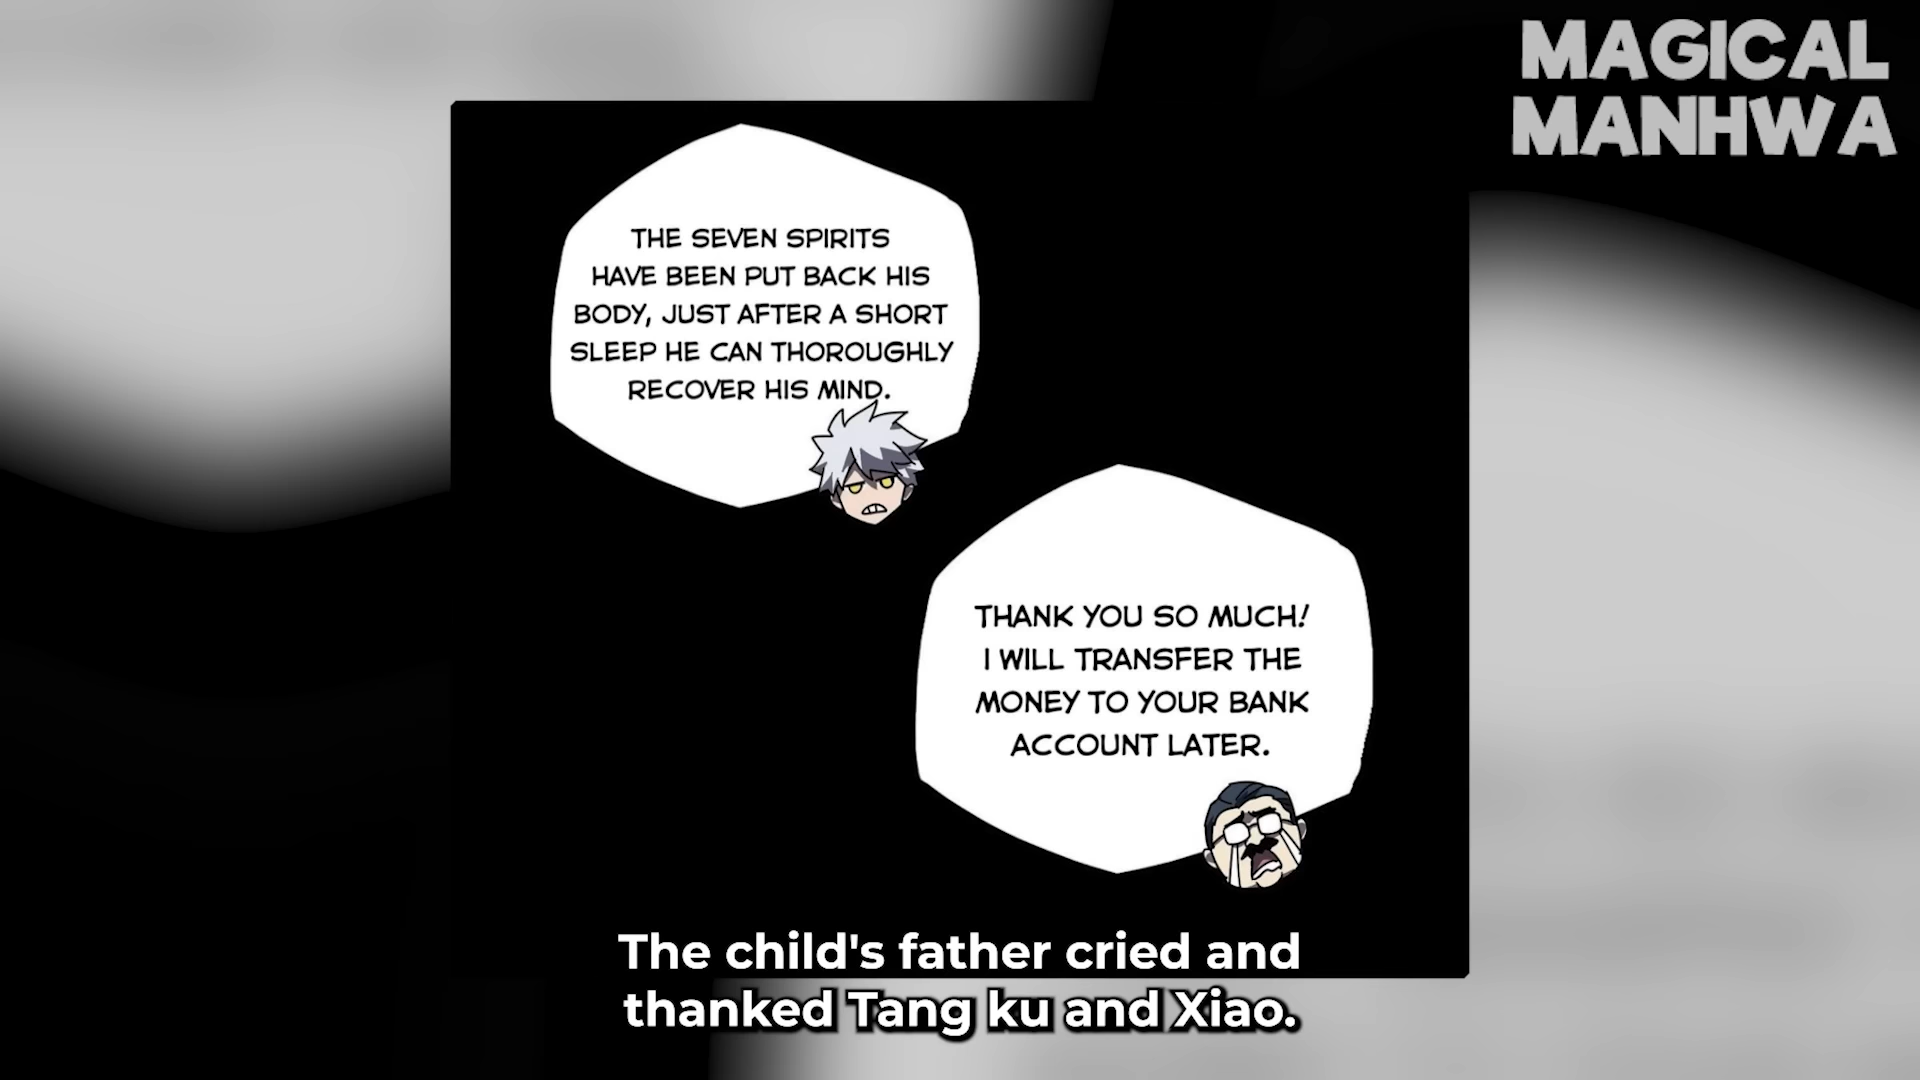 MAGICAL
MANHWA
THE SEVEN SPIRITS
HAVE BEEN PUT BACK HIS
BODY, JUST AFTER A SHORT
SLEEP HE CAN THOROUGHLY
RECOVER HIS MIND.
THANK YOU SO MUCH!
I WILL TRANSFER THE
MONEY TO YOUR BANK
ACCOUNT LATER.
The child's father cried and
thanked Tang ku and Xiao.